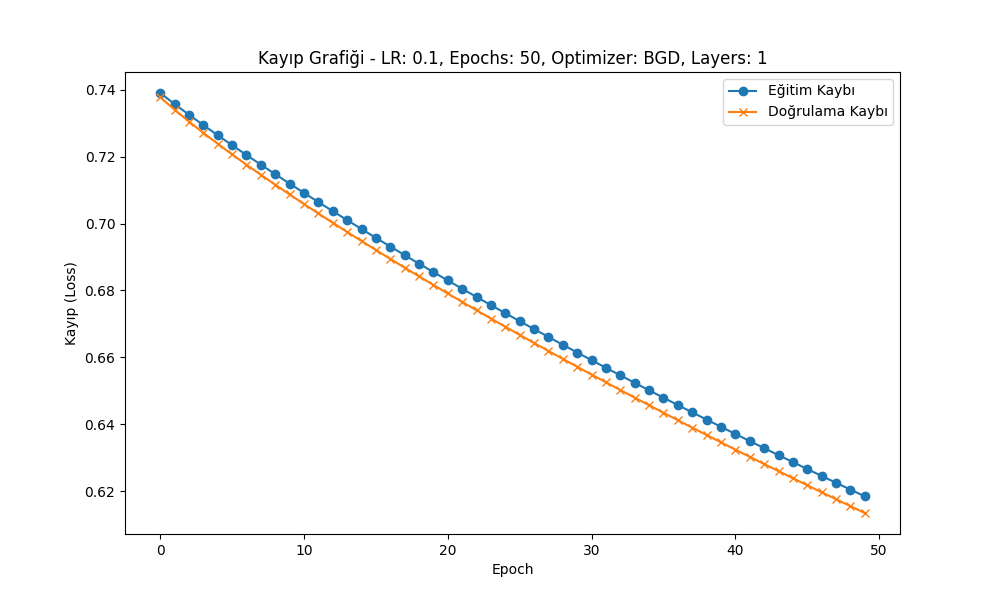 Kayıp Grafiği - LR: 0.1, Epochs: 50, Optimizer: BGD, Layers: 1
Eğitim Kaybı
Doğrulama Kaybı
Kayıp (Loss)
0.74
0.72
0.70
0.68
0.66
0.64
0.62
0 10 20 30 40 50
Epoch